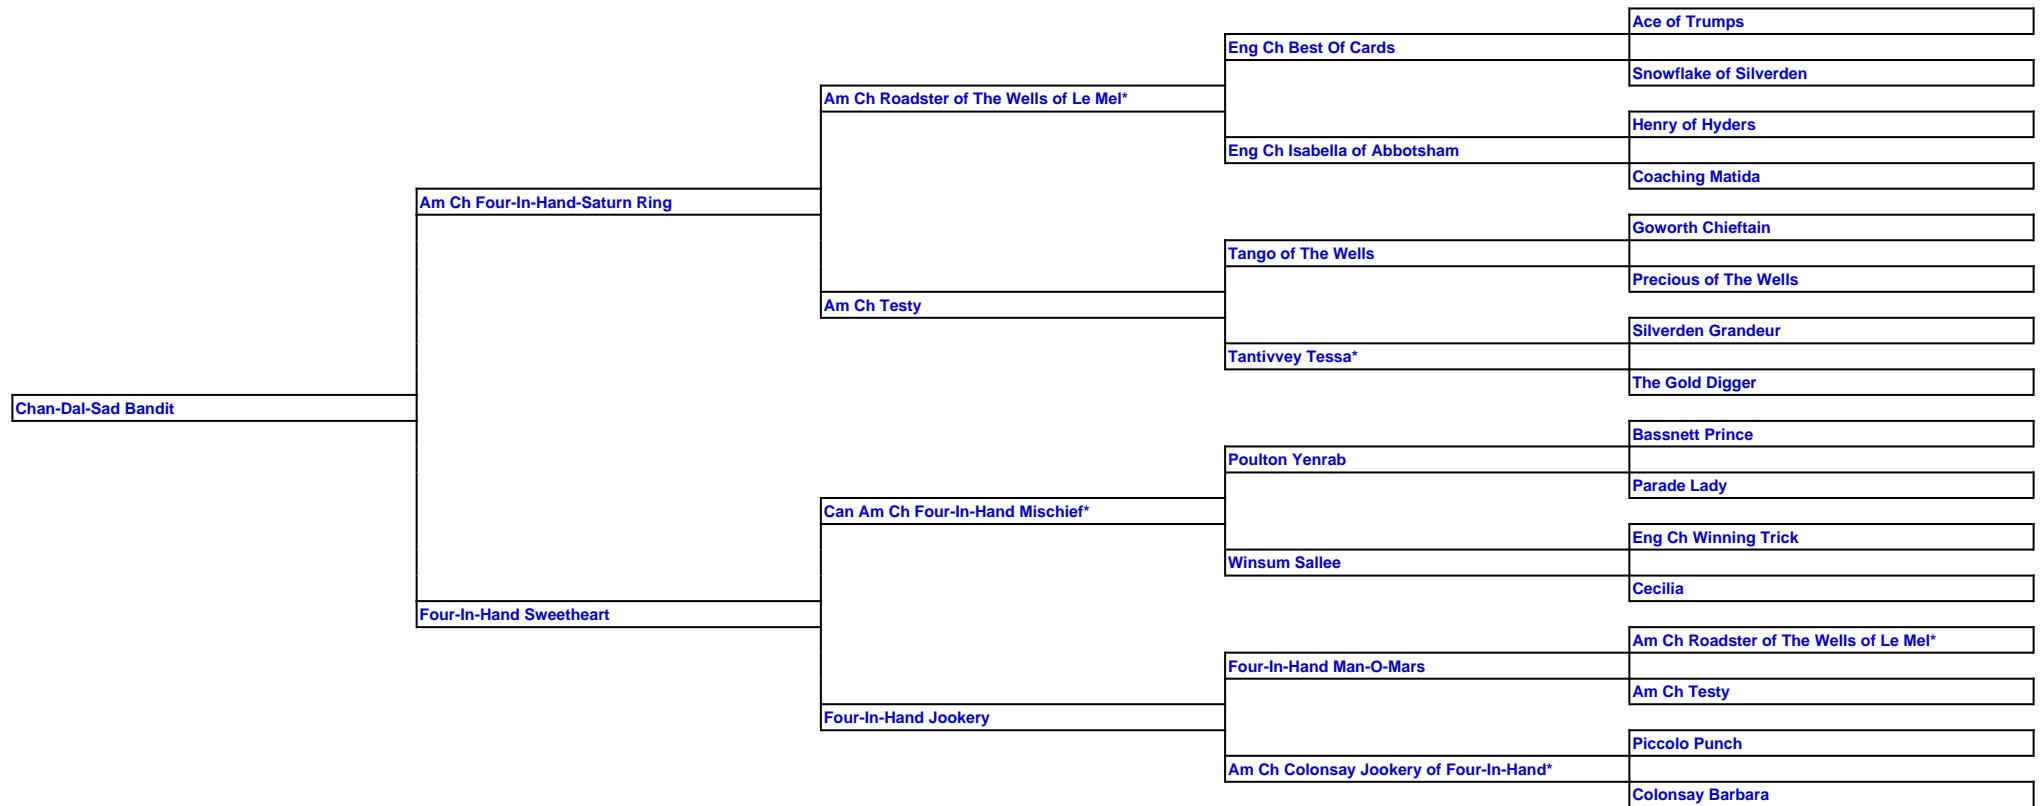 Ace of Trumps
Eng Ch Best Of Cards
Snowflake of Silverden
Am Ch Roadster of The Wells of Le Mel*
Henry of Hyders
Eng Ch Isabella of Abbotsham
Coaching Matida
Am Ch Four-In-Hand-Saturn Ring
Goworth Chieftain
Tango of The Wells
Precious of The Wells
Am Ch Testy
Silverden Grandeur
Tantivvey Tessa*
The Gold Digger
Chan-Dal-Sad Bandit
Bassnett Prince
Poulton Yenrab
Parade Lady
Can Am Ch Four-In-Hand Mischief*
Eng Ch Winning Trick
Winsum Sallee
Cecilia
Four-In-Hand Sweetheart
Am Ch Roadster of The Wells of Le Mel*
Four-In-Hand Man-O-Mars
Am Ch Testy
Four-In-Hand Jookery
Piccolo Punch
Am Ch Colonsay Jookery of Four-In-Hand*
Colonsay Barbara